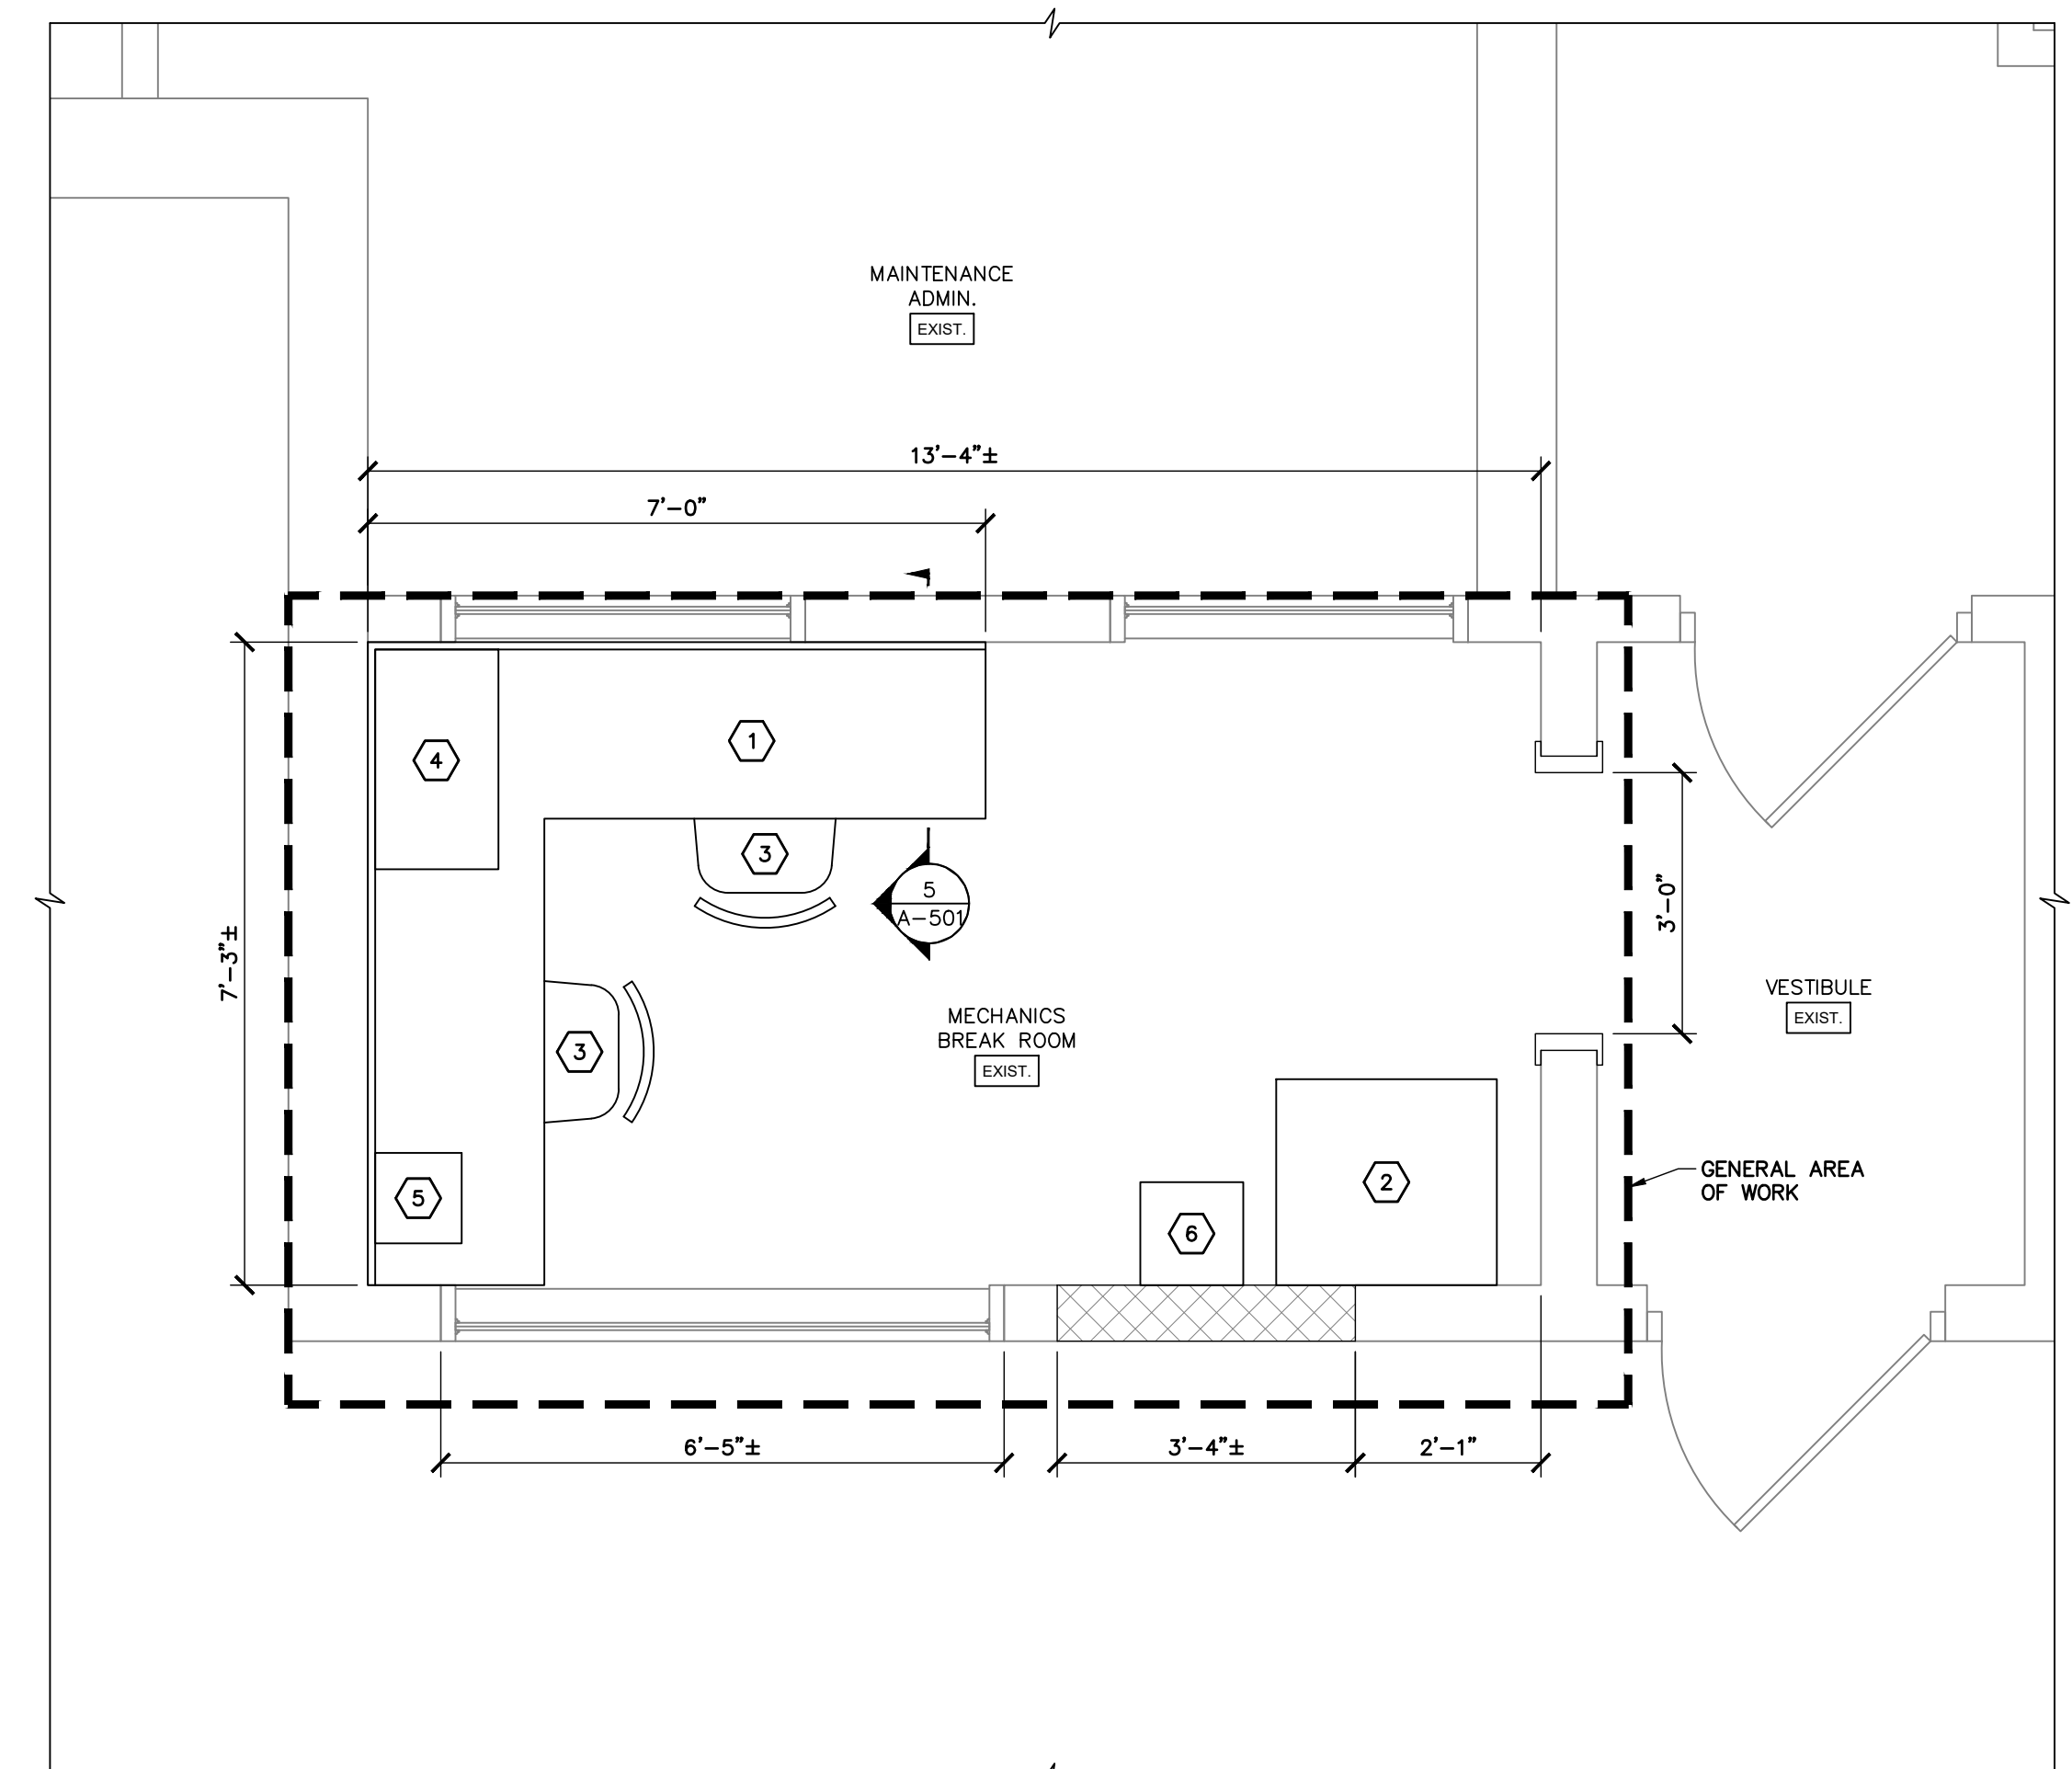 MAINTENANCE
ADMIN.
EXIST.
13'-4"±
7'-0"
4
1
3
5
A-501
7'-3"±
3'-0"
3
MECHANICS
BREAK ROOM
EXIST.
VESTIBULE
EXIST.
GENERAL AREA
OF WORK
5
6
2
6'-5"±
3'-4"±
2'-1"